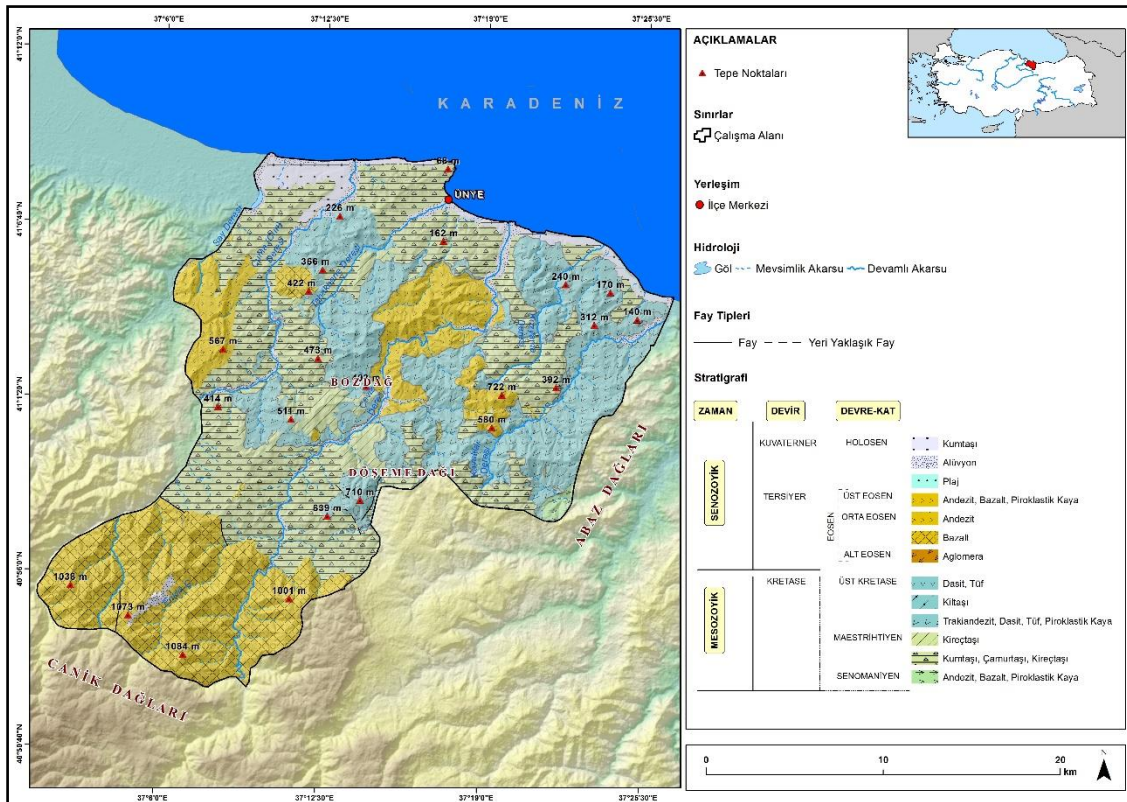 37°6'0"E
37°12'30"E
37°19'0"E
37°25'30"E
41°12'0"N
41°6'40"N
41°1'20"N
40°56'0"N
40°50'40"N
KARADENİZ
ÜNYE
66 m
226 m
162 m
366 m
422 m
240 m
170 m
312 m
140 m
567 m
473 m
BOZDAĞ
722 m
392 m
414 m
511 m
580 m
DÖŞEME DAĞI
ABAZ DAĞLARI
710 m
639 m
1038 m
1001 m
1073 m
1084 m
CANİK DAĞLARI
37°6'0"E
37°12'30"E
37°19'0"E
37°25'30"E
AÇIKLAMALAR
Tepe Noktaları
Sınırlar
Çalışma Alanı
Yerleşim
İlçe Merkezi
Hidroloji
Göl Mevsimlik Akarsu Devamlı Akarsu
Fay Tipleri
Fay Yeri Yaklaşık Fay
Stratigrafi
ZAMAN DEVİR DEVRE-KAT
SENOZOYİK
KUVATERNER HOLOSEN Kumtaşı
Alüvyon
Plaj
TERSİYER
EOSEN
ÜST EOSEN Andezit, Bazalt, Piroklastik Kaya
ORTA EOSEN Andezit
Bazalt
ALT EOSEN Aglomera
MESOZOYİK
KRETASE ÜST KRETASE Dasit, Tüf
Kiltaşı
Trakiandezit, Dasit, Tüf, Piroklastik Kaya
MAESTRİHTİYEN Kireçtaşı
Kumtaşı, Çamurtaşı, Kireçtaşı
SENOMANİYEN Andezit, Bazalt, Piroklastik Kaya
0 10 20
km
N